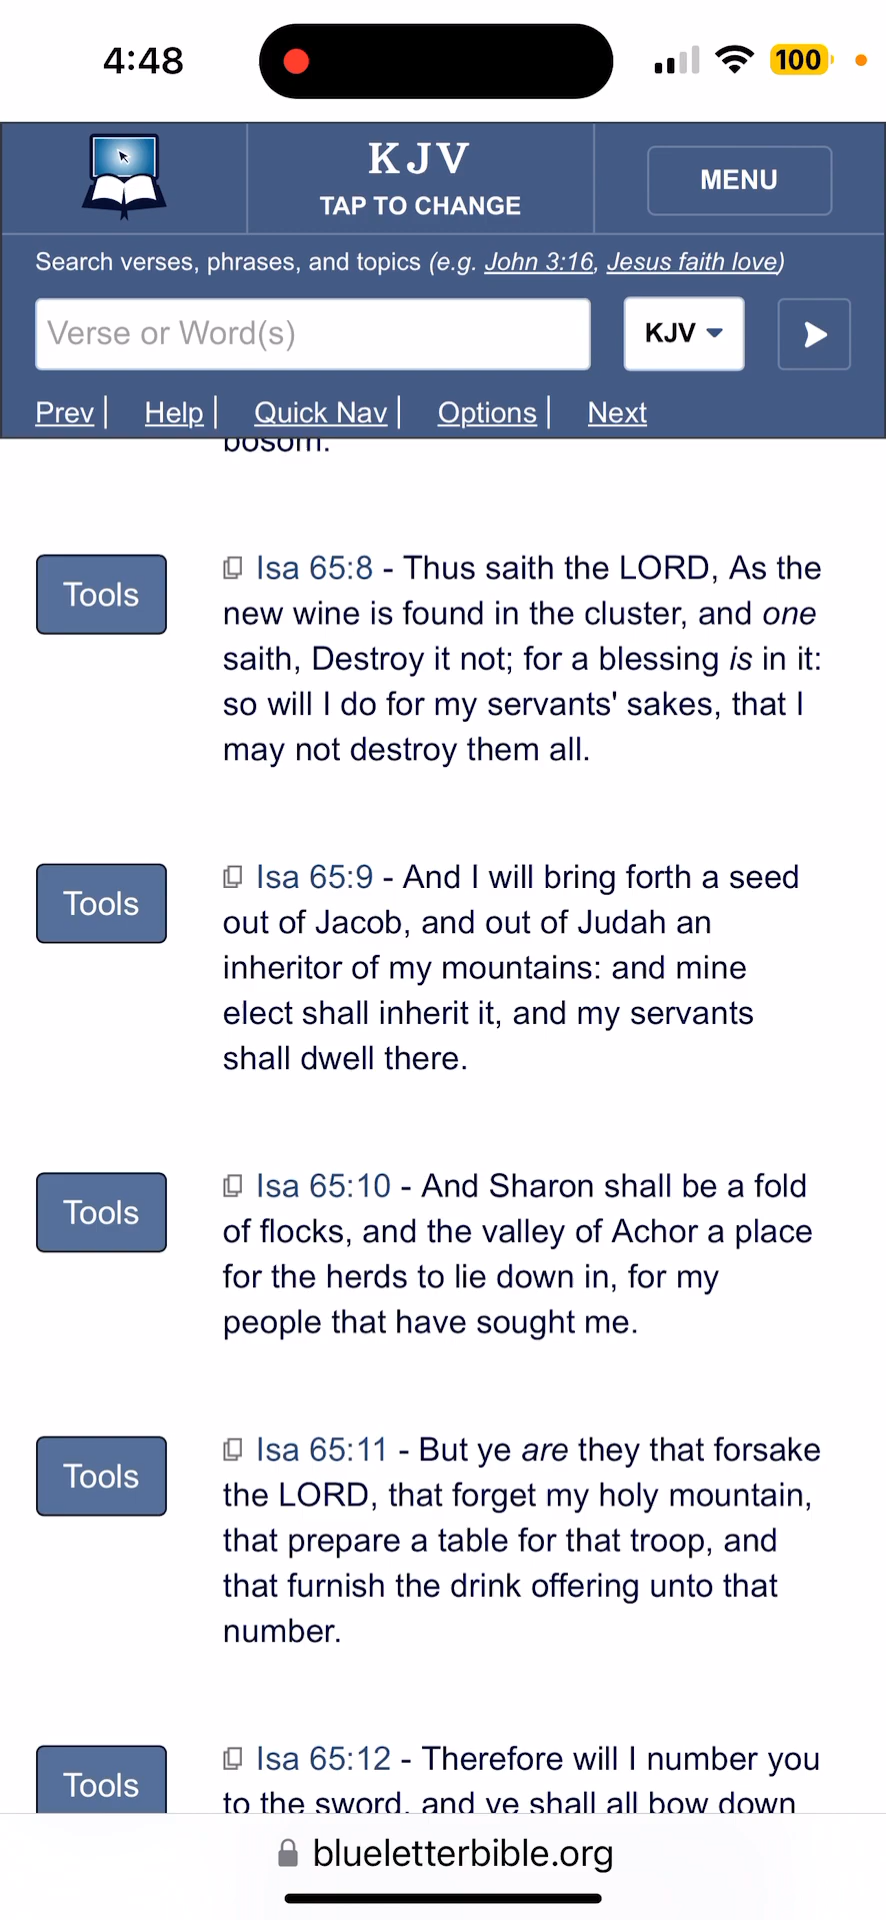 4:48
100
KJV
TAP TO CHANGE
MENU
Search verses, phrases, and topics (e.g. John 3:16, Jesus faith love)
Verse or Word(s)
KJV
Prev | Help | Quick Nav | Options | Next
bosom.
Tools
Isa 65:8 - Thus saith the LORD, As the
new wine is found in the cluster, and one
saith, Destroy it not; for a blessing is in it:
so will I do for my servants' sakes, that I
may not destroy them all.
Tools
Isa 65:9 - And I will bring forth a seed
out of Jacob, and out of Judah an
inheritor of my mountains: and mine
elect shall inherit it, and my servants
shall dwell there.
Tools
Isa 65:10 - And Sharon shall be a fold
of flocks, and the valley of Achor a place
for the herds to lie down in, for my
people that have sought me.
Tools
Isa 65:11 - But ye are they that forsake
the LORD, that forget my holy mountain,
that prepare a table for that troop, and
that furnish the drink offering unto that
number.
Tools
Isa 65:12 - Therefore will I number you
to the sword, and ye shall all bow down
blueletterbible.org